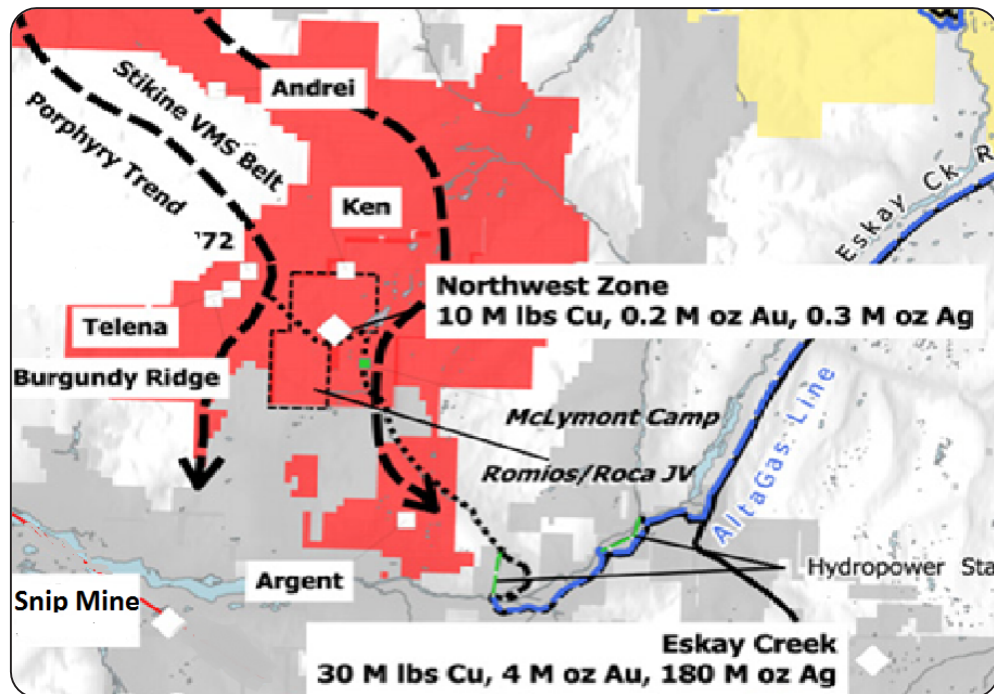 Andrei
Stikine VMS Belt
Porphyry Trend
Ken
'72
Eskay Ck R
Northwest Zone
10 M lbs Cu, 0.2 M oz Au, 0.3 M oz Ag
Telena
Burgundy Ridge
McLymont Camp
Romios/Roca JV
AltaGas Line
Argent
Hydropower Sta
Snip Mine
Eskay Creek
30 M lbs Cu, 4 M oz Au, 180 M oz Ag